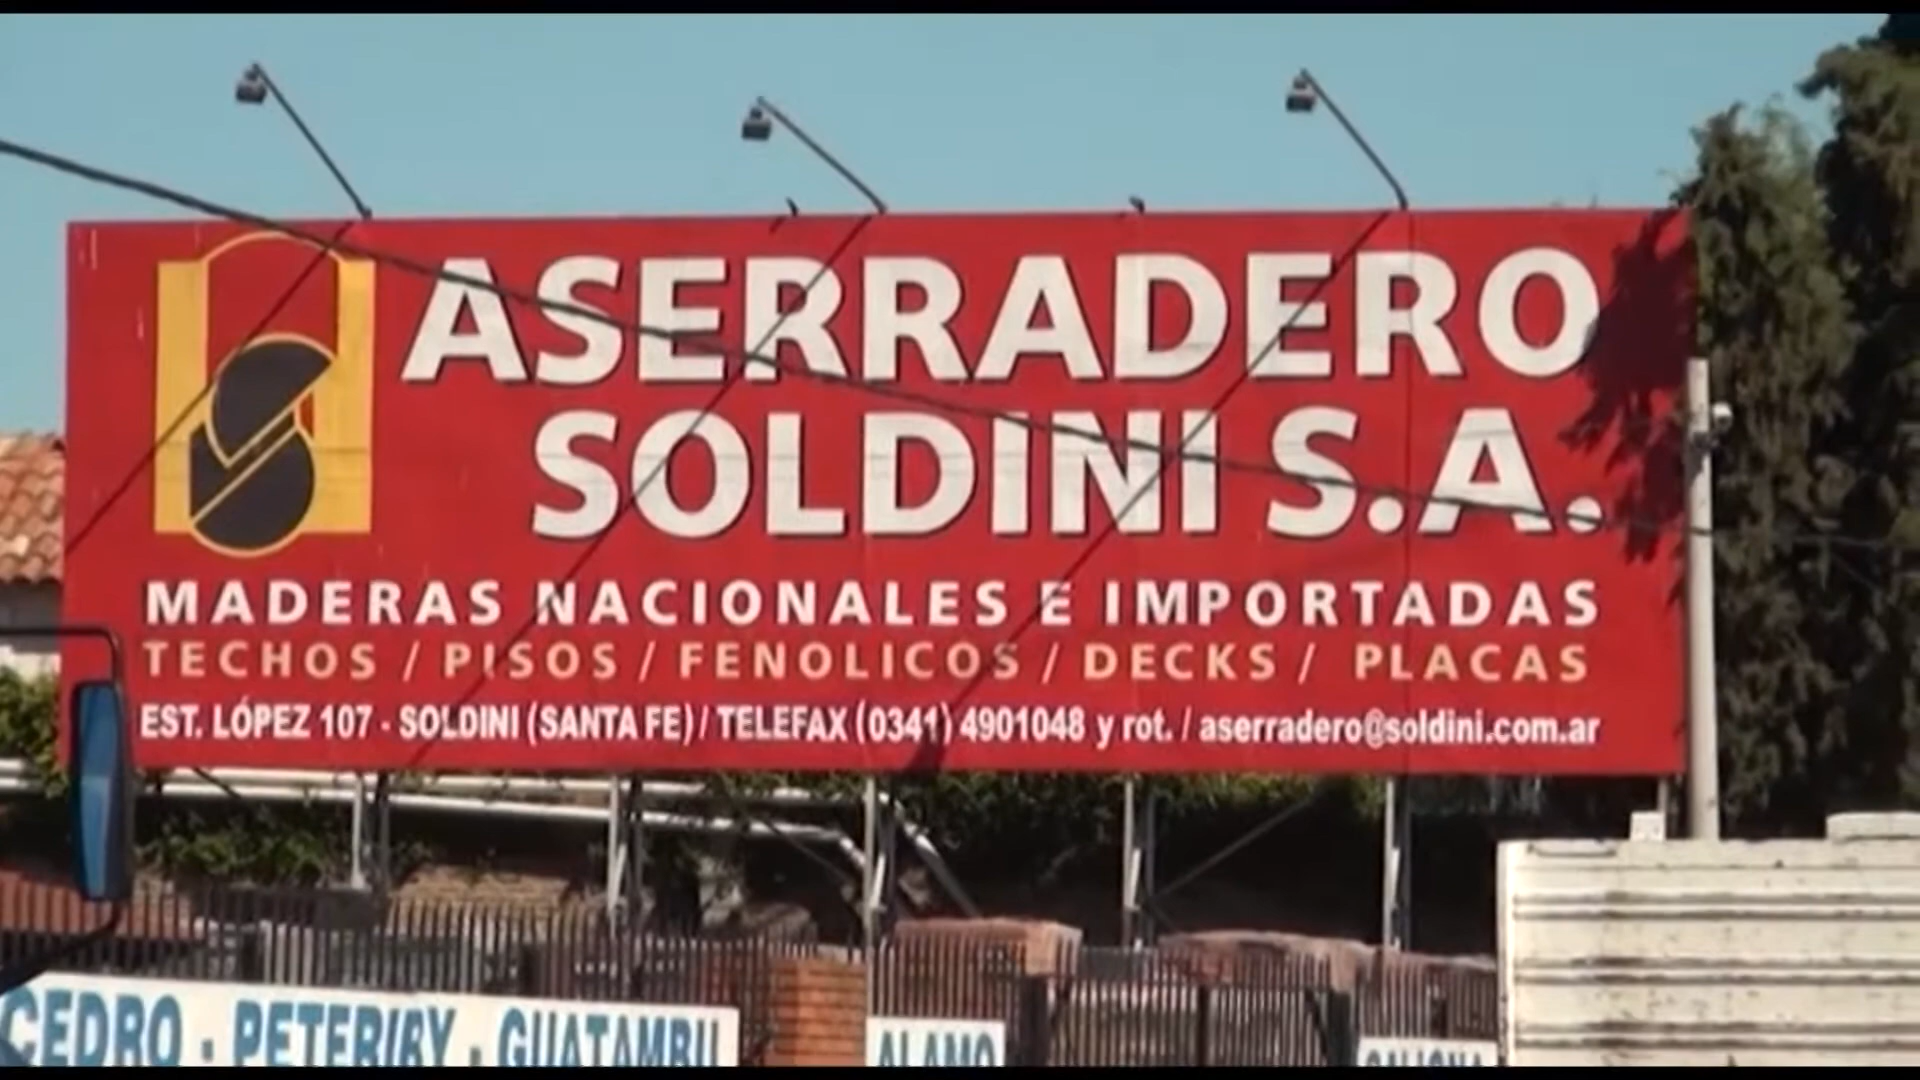 ASERRADERO
SOLDINI S.A.
MADERAS NACIONALES E IMPORTADAS
TECHOS / PISOS / FENOLICOS / DECKS / PLACAS
EST. LÓPEZ 107 - SOLDINI (SANTA FE) / TELEFAX (0341) 4901048 y rot. / aserradero@soldini.com.ar
CEDRO - PETERIBY - GUATAMBU
ALAMO